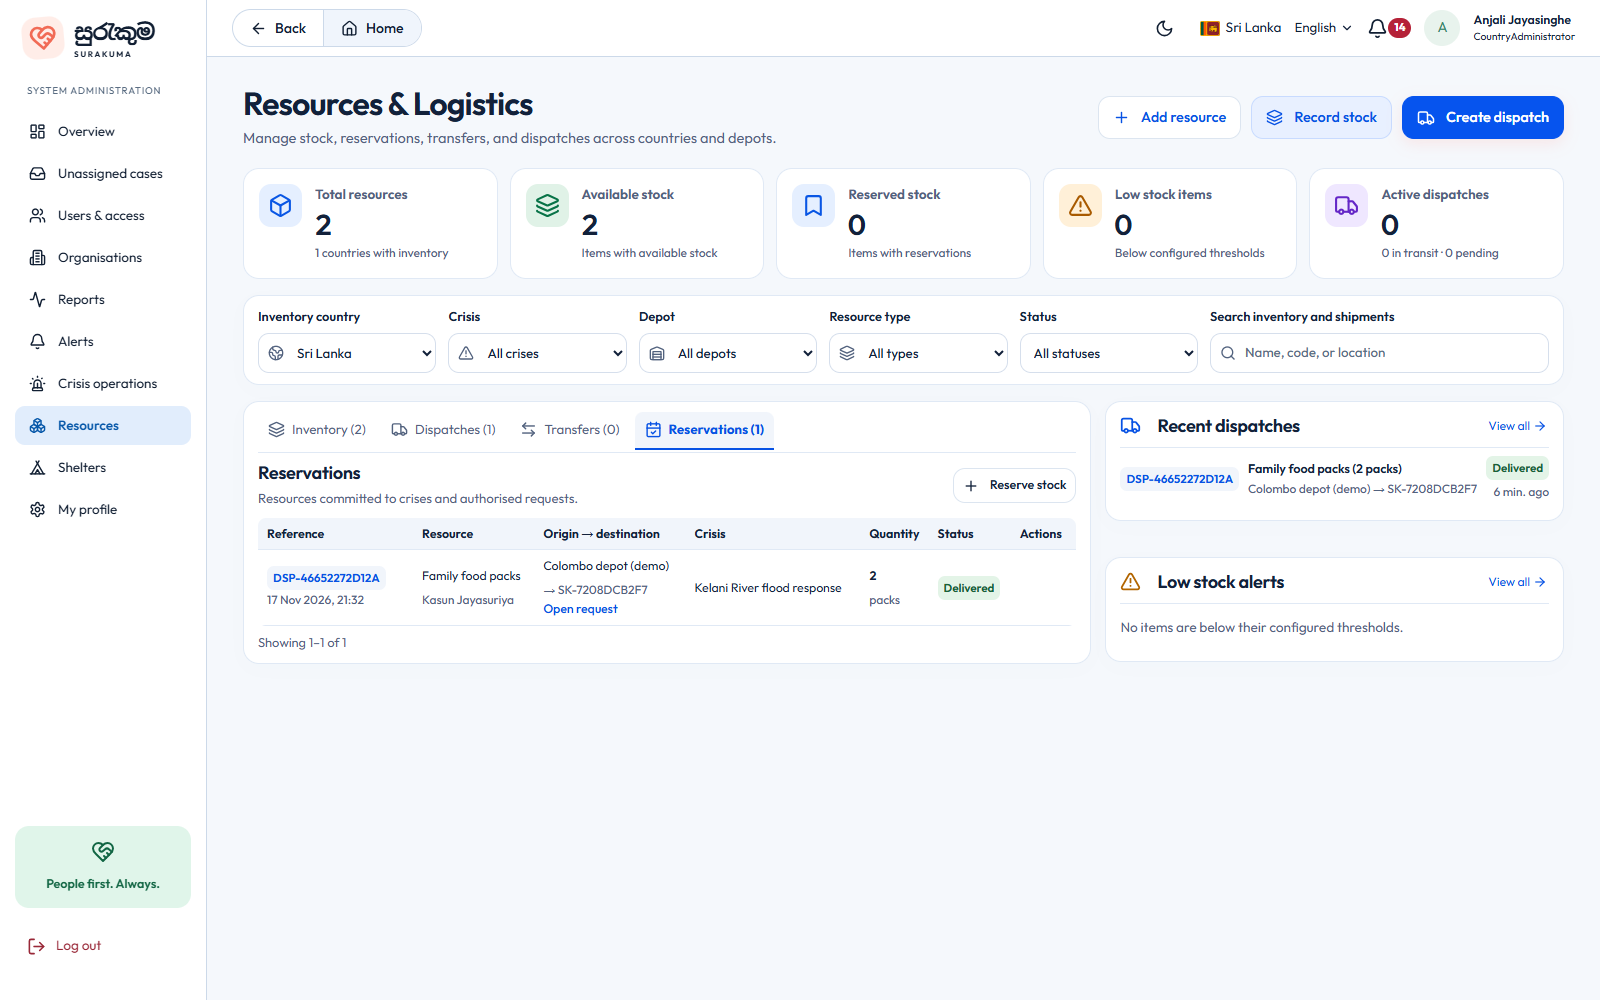 සුරැකුම
SURAKUMA
SYSTEM ADMINISTRATION
Overview
Unassigned cases
Users & access
Organisations
Reports
Alerts
Crisis operations
Resources
Shelters
My profile
People first. Always.
Log out
Back
Home
Sri Lanka
English
14
A
Anjali Jayasinghe
CountryAdministrator
Resources & Logistics
Manage stock, reservations, transfers, and dispatches across countries and depots.
Add resource
Record stock
Create dispatch
Total resources
2
1 countries with inventory
Available stock
2
Items with available stock
Reserved stock
0
Items with reservations
Low stock items
0
Below configured thresholds
Active dispatches
0
0 in transit · 0 pending
Inventory country
Sri Lanka
Crisis
All crises
Depot
All depots
Resource type
All types
Status
All statuses
Search inventory and shipments
Name, code, or location
Inventory (2)
Dispatches (1)
Transfers (0)
Reservations (1)
Reservations
Resources committed to crises and authorised requests.
Reserve stock
Reference Resource Origin → destination Crisis Quantity Status Actions
DSP-46652272D12A
17 Nov 2026, 21:32
Family food packs
Kasun Jayasuriya
Colombo depot (demo)
→ SK-7208DCB2F7
Open request
Kelani River flood response
2
packs
Delivered
Showing 1–1 of 1
Recent dispatches
View all →
DSP-46652272D12A
Family food packs (2 packs)
Colombo depot (demo) → SK-7208DCB2F7
Delivered
6 min. ago
Low stock alerts
View all →
No items are below their configured thresholds.